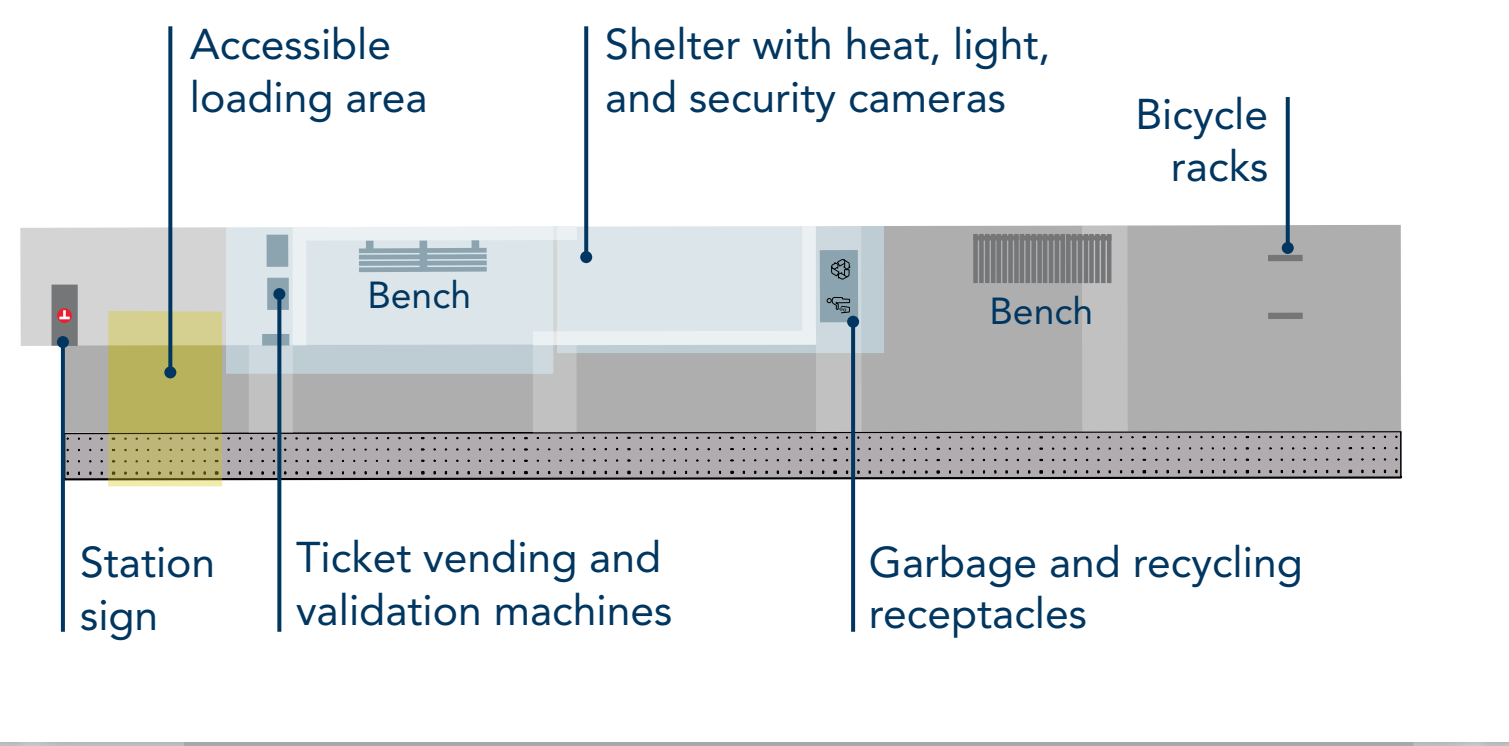 Accessible
loading area
Shelter with heat, light,
and security cameras
Bicycle
racks
Bench
Bench
Station
sign
Ticket vending and
validation machines
Garbage and recycling
receptacles